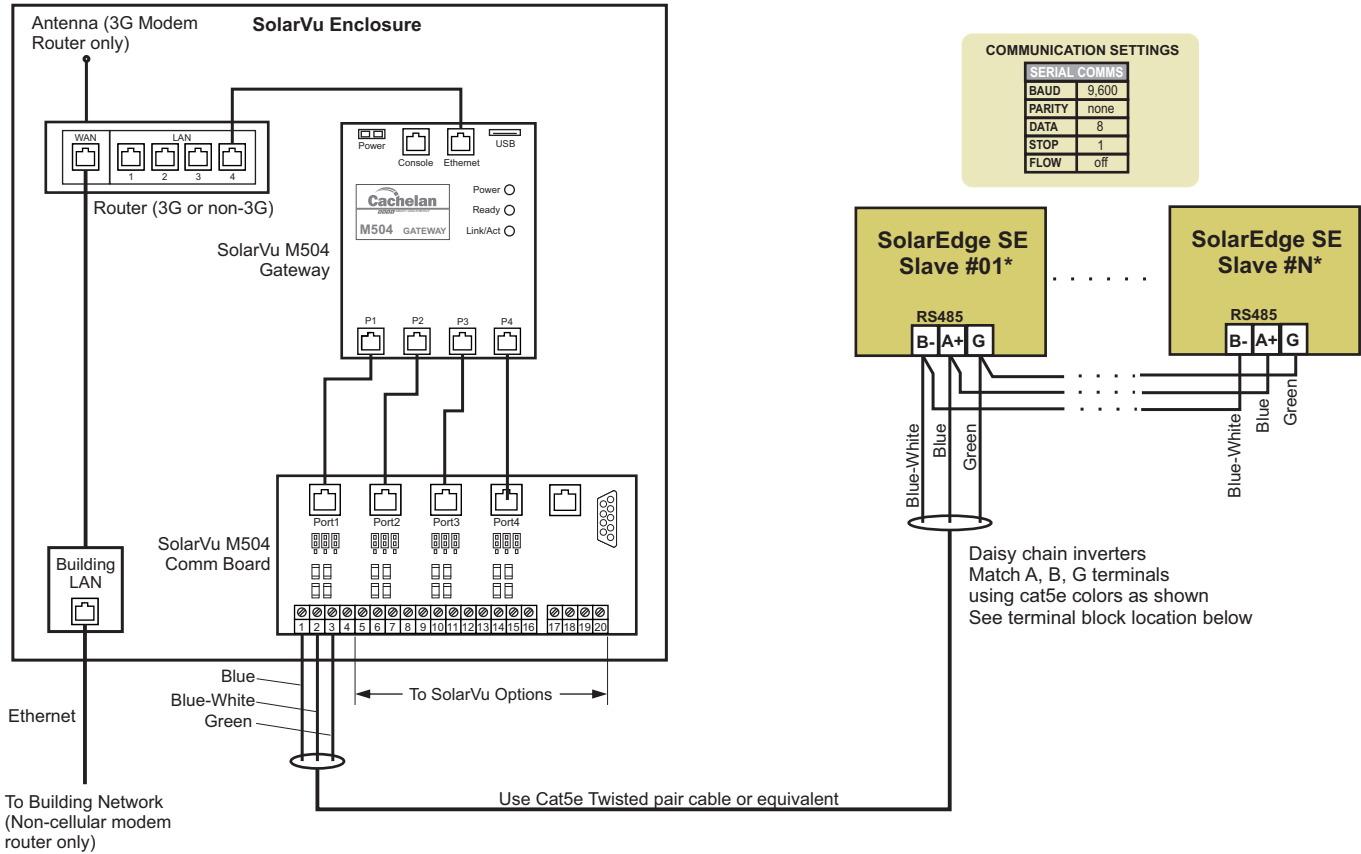 Antenna (3G Modem
Router only)
SolarVu Enclosure
WAN
LAN
1 2 3 4
Router (3G or non-3G)
Power
Console
Ethernet
USB
Cachelan
M504 GATEWAY
Power
Ready
Link/Act
SolarVu M504
Gateway
P1 P2 P3 P4
SolarVu M504
Comm Board
Port1 Port2 Port3 Port4
1 2 3 4 5 6 7 8 9 10 11 12 13 14 15 16 17 18 19 20
Building
LAN
Blue
Blue-White
Green
To SolarVu Options
Ethernet
To Building Network
(Non-cellular modem
router only)
Use Cat5e Twisted pair cable or equivalent
COMMUNICATION SETTINGS
SERIAL COMMS
BAUD 9,600
PARITY none
DATA 8
STOP 1
FLOW off
SolarEdge SE
Slave #01*
RS485
B- A+ G
SolarEdge SE
Slave #N*
RS485
B- A+ G
Blue-White
Blue
Green
Blue-White
Blue
Green
Daisy chain inverters
Match A, B, G terminals
using cat5e colors as shown
See terminal block location below